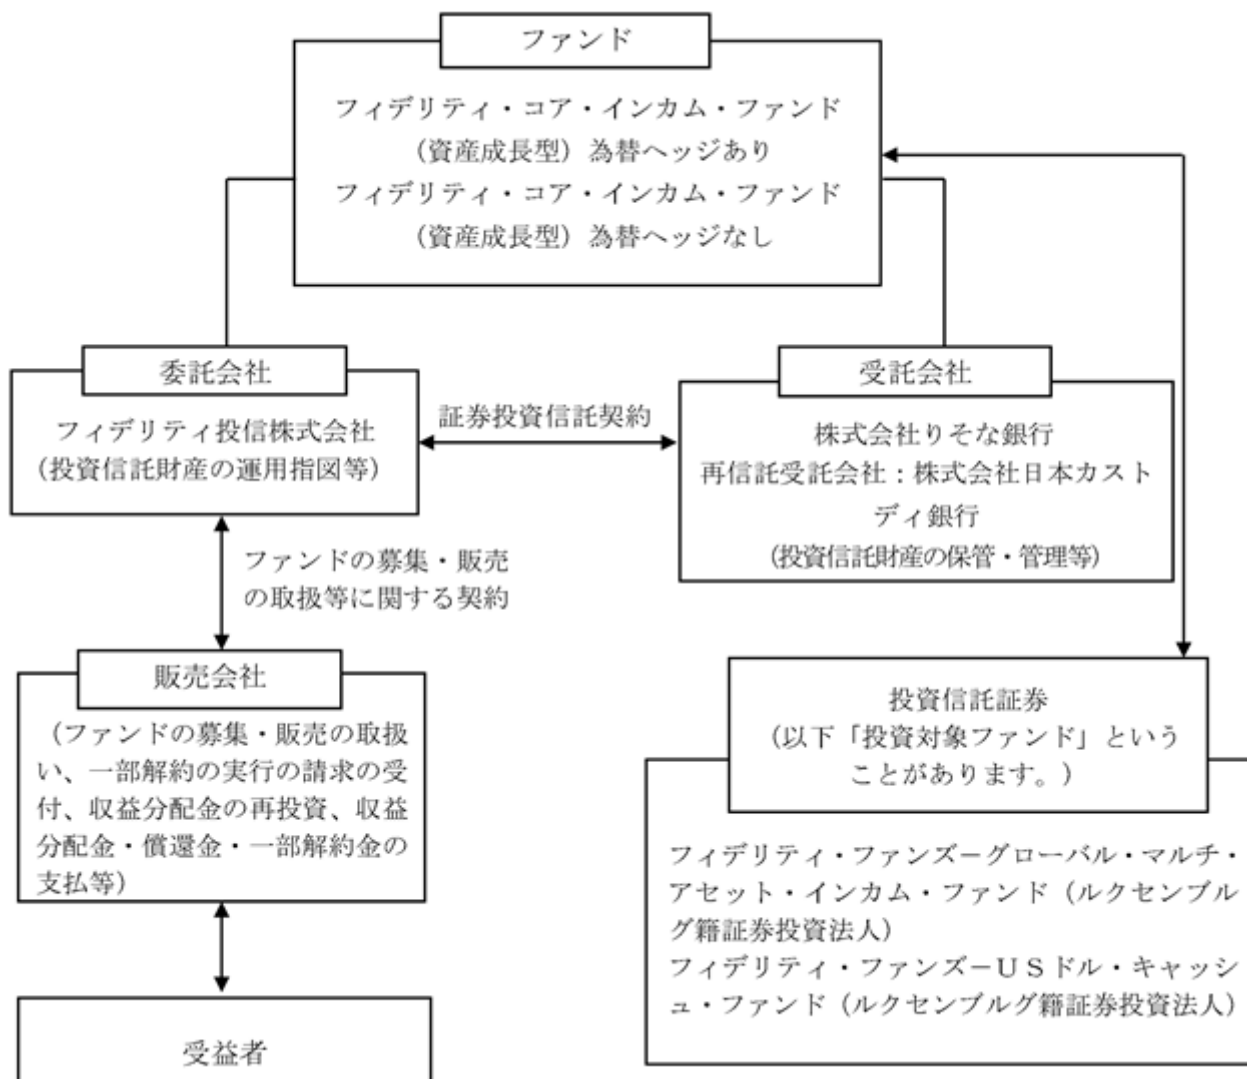 ファンド
フィデリティ・コア・インカム・ファンド
（資産成長型）為替ヘッジあり
フィデリティ・コア・インカム・ファンド
（資産成長型）為替ヘッジなし
委託会社
フィデリティ投信株式会社
（投資信託財産の運用指図等）
証券投資信託契約
受託会社
株式会社りそな銀行
再信託受託会社：株式会社日本カスト
ディ銀行
（投資信託財産の保管・管理等）
ファンドの募集・販売
の取扱等に関する契約
販売会社
（ファンドの募集・販売の取扱
い、一部解約の実行の請求の受
付、収益分配金の再投資、収益
分配金・償還金・一部解約金の
支払等）
受益者
投資信託証券
（以下「投資対象ファンド」という
ことがあります。）
フィデリティ・ファンズ－グローバル・マルチ・
アセット・インカム・ファンド（ルクセンブル
グ籍証券投資法人）
フィデリティ・ファンズ－ＵＳドル・キャッシ
ュ・ファンド（ルクセンブルグ籍証券投資法人）